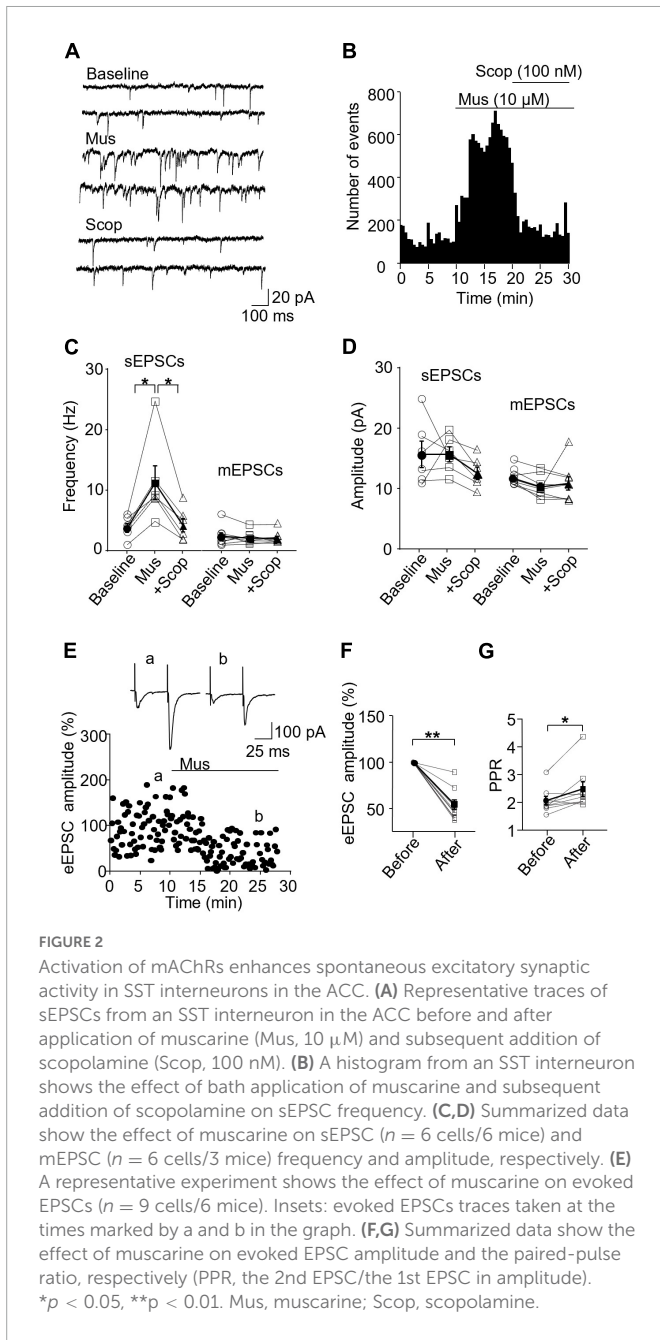 A
Baseline
Mus
Scop
20 pA
100 ms
B
Scop (100 nM)
Mus (10 μM)
Number of events
800
600
400
200
0
0 5 10 15 20 25 30
Time (min)
C
sEPSCs
* *
mEPSCs
Frequency (Hz)
30
20
10
0
Baseline Mus +Scop Baseline Mus +Scop
D
sEPSCs
mEPSCs
Amplitude (pA)
30
20
10
0
Baseline Mus +Scop Baseline Mus +Scop
E
a b
100 pA
25 ms
eEPSC amplitude (%)
300
200
100
0
Mus
a
b
0 5 10 15 20 25 30
Time (min)
F
eEPSC amplitude (%)
150
100
50
**
Before After
G
PPR
5
4
3
2
1
*
Before After
FIGURE 2
Activation of mAChRs enhances spontaneous excitatory synaptic
activity in SST interneurons in the ACC. (A) Representative traces of
sEPSCs from an SST interneuron in the ACC before and after
application of muscarine (Mus, 10 μM) and subsequent addition of
scopolamine (Scop, 100 nM). (B) A histogram from an SST interneuron
shows the effect of bath application of muscarine and subsequent
addition of scopolamine on sEPSC frequency. (C,D) Summarized data
show the effect of muscarine on sEPSC (n = 6 cells/6 mice) and
mEPSC (n = 6 cells/3 mice) frequency and amplitude, respectively. (E)
A representative experiment shows the effect of muscarine on evoked
EPSCs (n = 9 cells/6 mice). Insets: evoked EPSCs traces taken at the
times marked by a and b in the graph. (F,G) Summarized data show the
effect of muscarine on evoked EPSC amplitude and the paired-pulse
ratio, respectively (PPR, the 2nd EPSC/the 1st EPSC in amplitude).
*p < 0.05, **p < 0.01. Mus, muscarine; Scop, scopolamine.